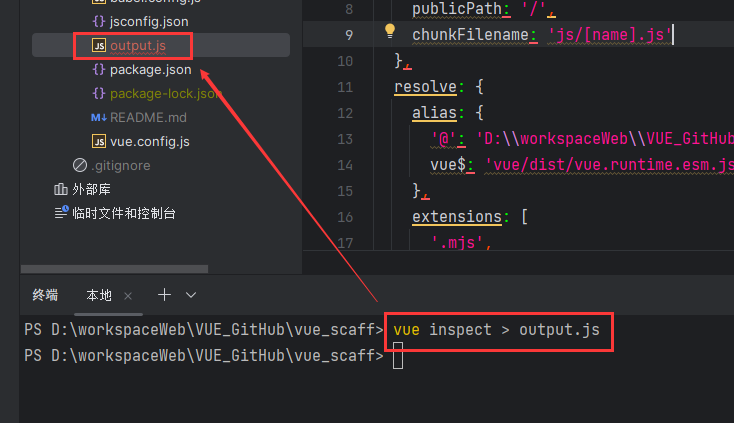 babel.config.js
jsconfig.json
output.js
package.json
package-lock.json
README.md
vue.config.js
.gitignore
外部库
临时文件和控制台
8 publicPath: '/',
9 chunkFilename: 'js/[name].js'
10 },
11 resolve: {
12 alias: {
13 '@': 'D:\\workspaceWeb\\VUE_GitHub
14 vue$: 'vue/dist/vue.runtime.esm.js
15 },
16 extensions: [
17 '.mjs',
终端 本地
PS D:\workspaceWeb\VUE_GitHub\vue_scaff> vue inspect > output.js
PS D:\workspaceWeb\VUE_GitHub\vue_scaff>